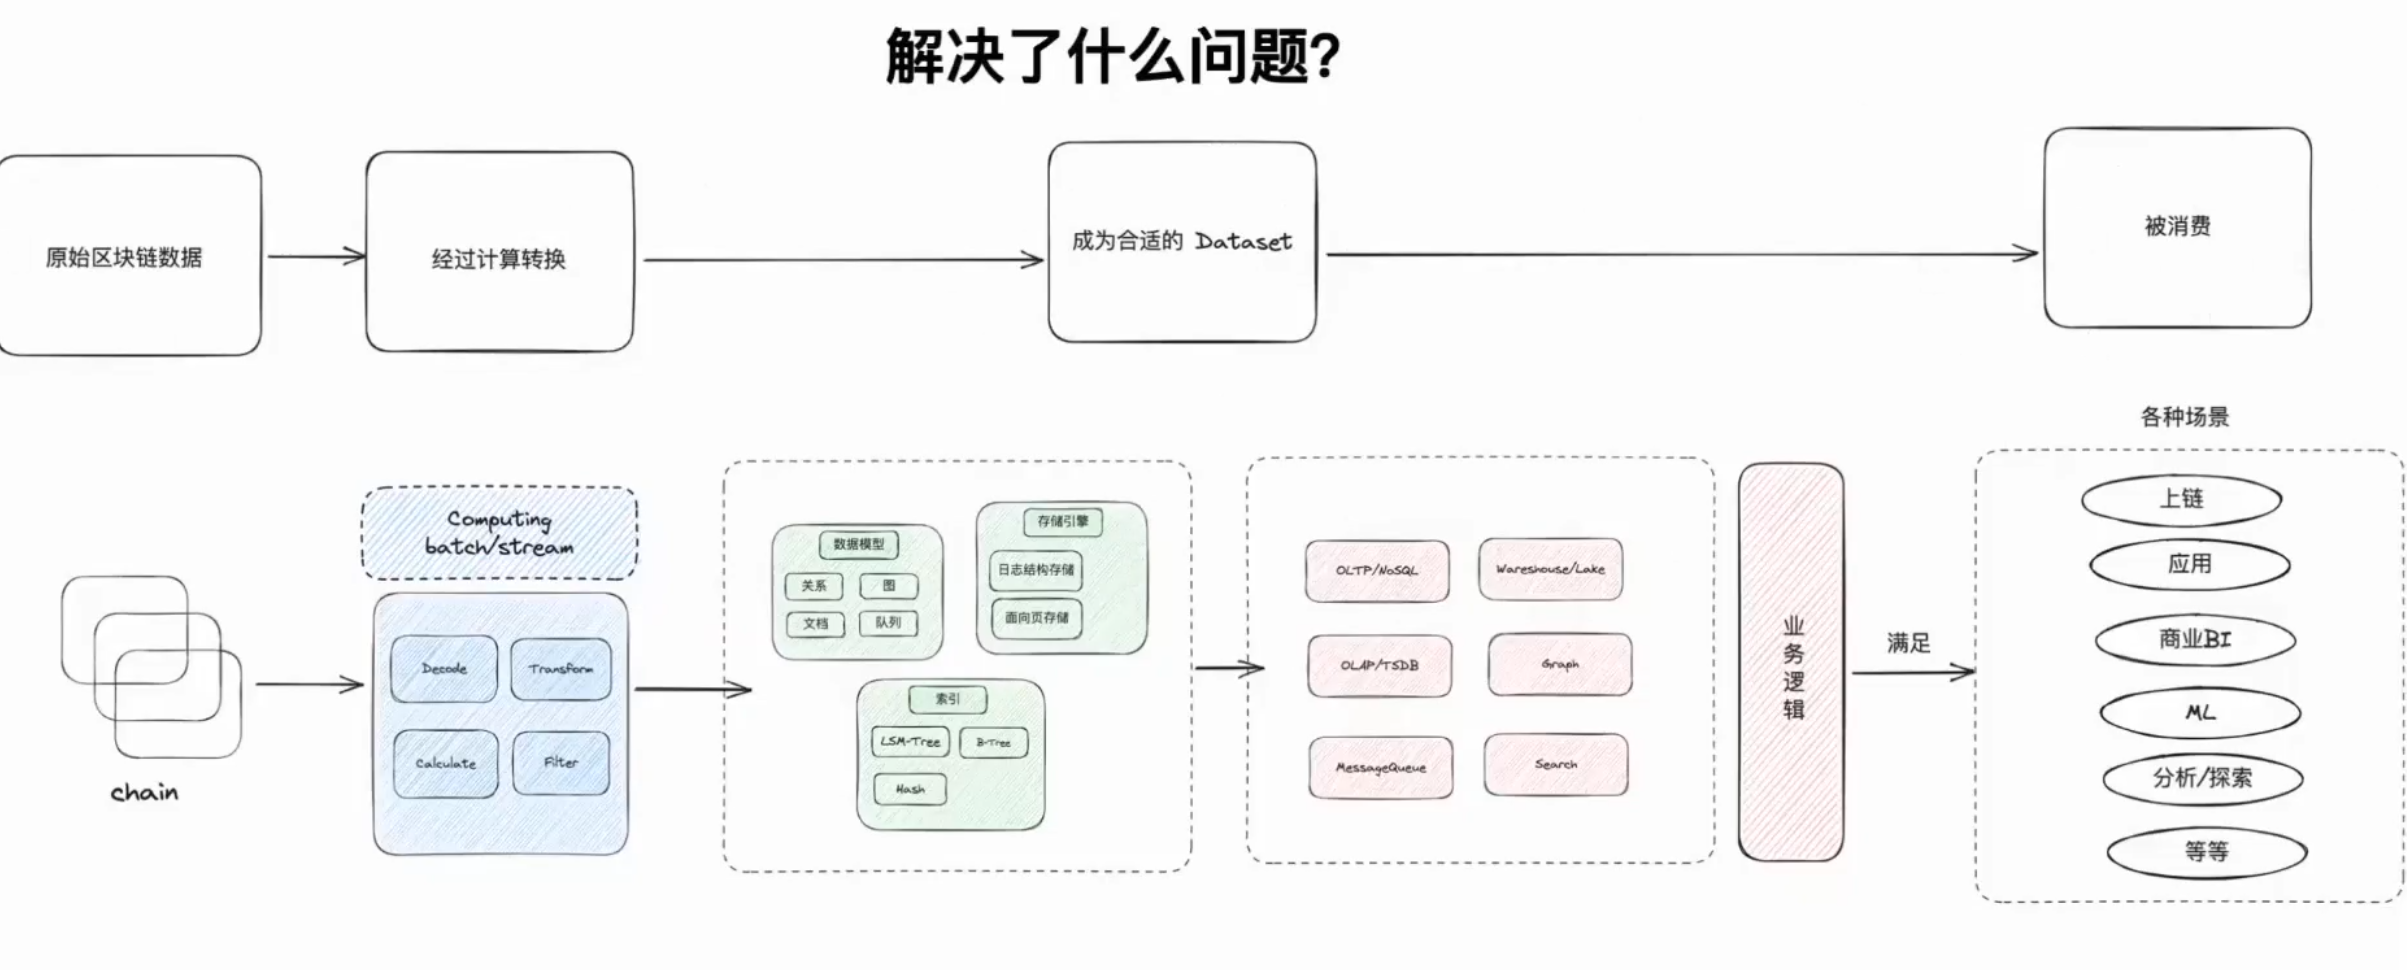 解决了什么问题?
原始区块链数据
经过计算转换
成为合适的 Dataset
被消费
chain
Computing
batch/stream
Decode
Transform
Calculate
Filter
数据模型
关系
图
文档
队列
存储引擎
日志结构存储
面向页存储
索引
LSM-Tree
B-Tree
Hash
OLTP/NoSQL
Wareshouse/Lake
OLAP/TSDB
Graph
MessageQueue
Search
业
务
逻
辑
满足
各种场景
上链
应用
商业BI
ML
分析/探索
等等